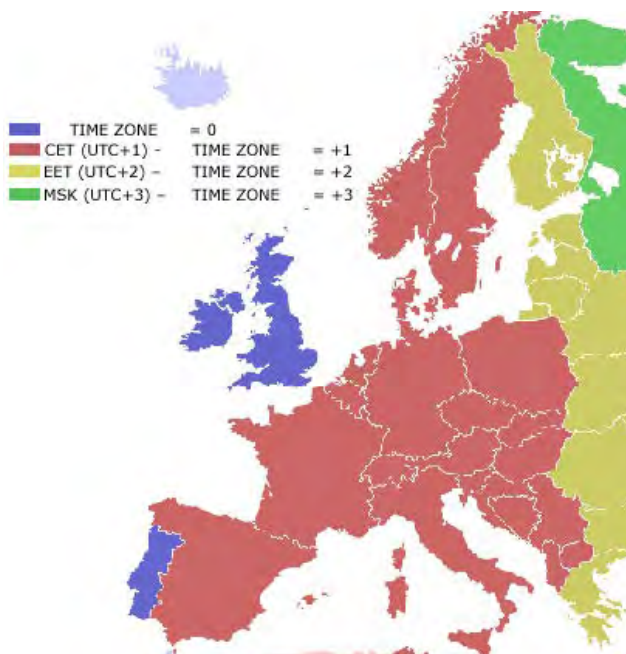 TIME ZONE = 0
CET (UTC+1) – TIME ZONE = +1
EET (UTC+2) – TIME ZONE = +2
MSK (UTC+3) – TIME ZONE = +3